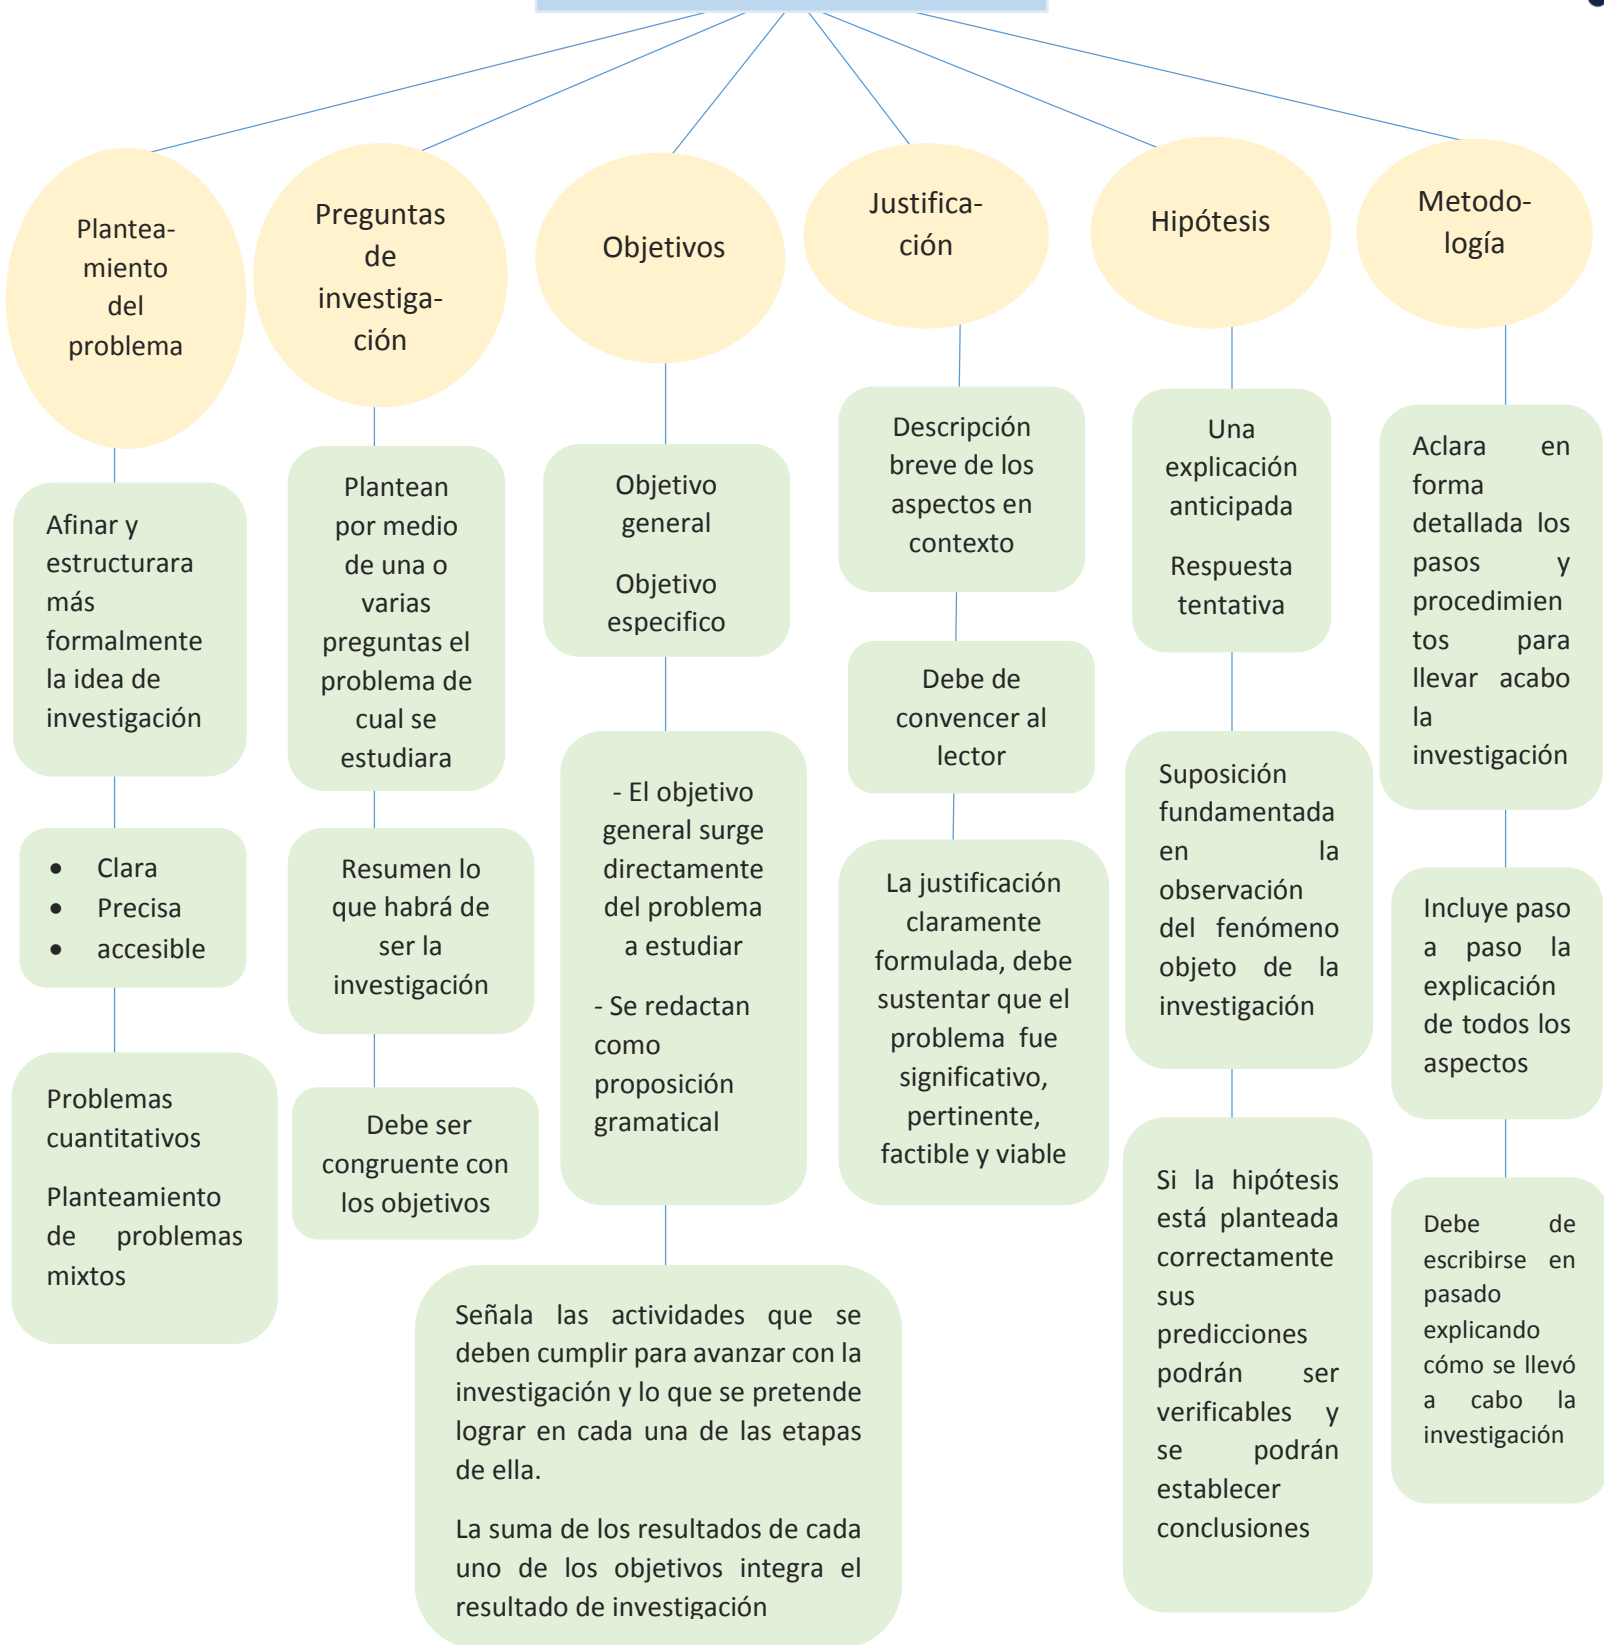 Plantea-
miento
del
problema
Afinar y
estructurara
más
formalmente
la idea de
investigación
• Clara
• Precisa
• accesible
Problemas
cuantitativos
Planteamiento
de problemas
mixtos
Preguntas
de
investiga-
ción
Plantean
por medio
de una o
varias
preguntas el
problema de
cual se
estudiara
Resumen lo
que habrá de
ser la
investigación
Debe ser
congruente con
los objetivos
Objetivos
Objetivo
general
Objetivo
especifico
- El objetivo
general surge
directamente
del problema
a estudiar
- Se redactan
como
proposición
gramatical
Señala las actividades que se
deben cumplir para avanzar con la
investigación y lo que se pretende
lograr en cada una de las etapas
de ella.
La suma de los resultados de cada
uno de los objetivos integra el
resultado de investigación
Justifica-
ción
Descripción
breve de los
aspectos en
contexto
Debe de
convencer al
lector
La justificación
claramente
formulada, debe
sustentar que el
problema fue
significativo,
pertinente,
factible y viable
Hipótesis
Una
explicación
anticipada
Respuesta
tentativa
Suposición
fundamentada
en la
observación
del fenómeno
objeto de la
investigación
Si la hipótesis
está planteada
correctamente
sus
predicciones
podrán ser
verificables y
se podrán
establecer
conclusiones
Metodo-
logía
Aclara en
forma
detallada los
pasos y
procedimien
tos para
llevar acabo
la
investigación
Incluye paso
a paso la
explicación
de todos los
aspectos
Debe de
escribirse en
pasado
explicando
cómo se llevó
a cabo la
investigación